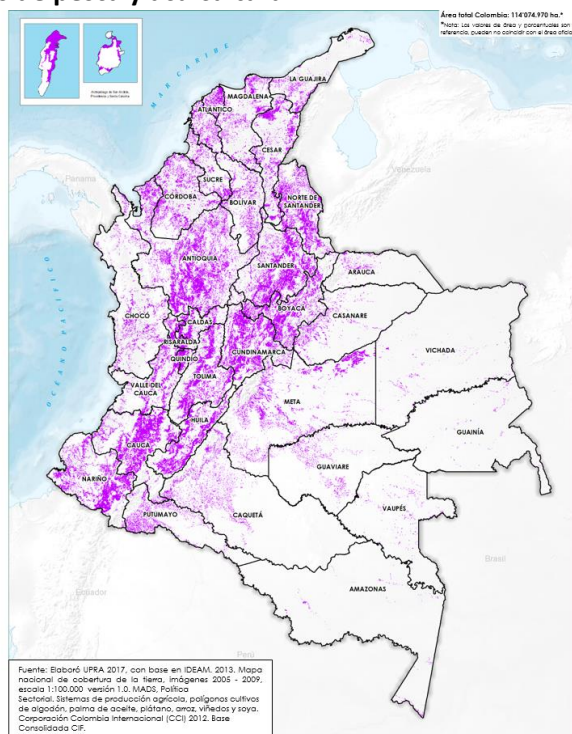 Área total Colombia: 114'074.970 ha.*
*Nota: Los valores de área y porcentuales son
referencia, pueden no coincidir con el área oficial
MAR CARIBE
LA GUAJIRA
MAGDALENA
ATLÁNTICO
CESAR
SUCRE
Panamá
Venezuela
CÓRDOBA
BOLÍVAR
NORTE DE
SANTANDER
ANTIOQUIA
SANTANDER
ARAUCA
OCÉANO PACÍFICO
BOYACÁ
CHOCÓ
CALDAS
CASANARE
RISARALDA
CUNDINAMARCA
VICHADA
QUINDÍO
TOLIMA
VALLE DEL
CAUCA
META
HUILA
GUAINÍA
CAUCA
GUAVIARE
NARIÑO
VAUPÉS
PUTUMAYO
CAQUETÁ
Brasil
Ecuador
AMAZONAS
Perú
Fuente: Elaboró UPRA 2017, con base en IDEAM, 2013. Mapa
nacional de cobertura de la tierra, imágenes 2005 - 2009,
escala 1:100.000 versión 1.0. MADS, Política
Sectorial. Sistemas de producción agrícola, polígonos cultivos
de algodón, palma de aceite, plátano, arroz, viñedos y soya.
Corporación Colombia Internacional (CCI) 2012. Base
Consolidada CIF.